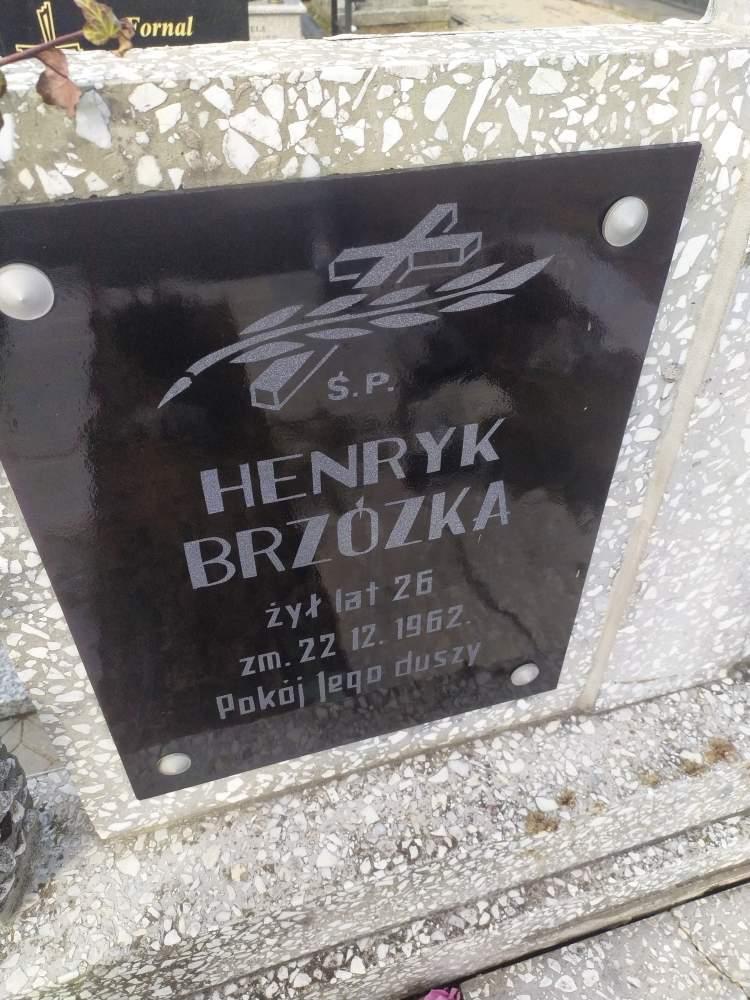 Fornal
Ś.P.
HENRYK
BRZÓZKA
żył lat 26
zm. 22 12. 1962.
Pokój Jego duszy